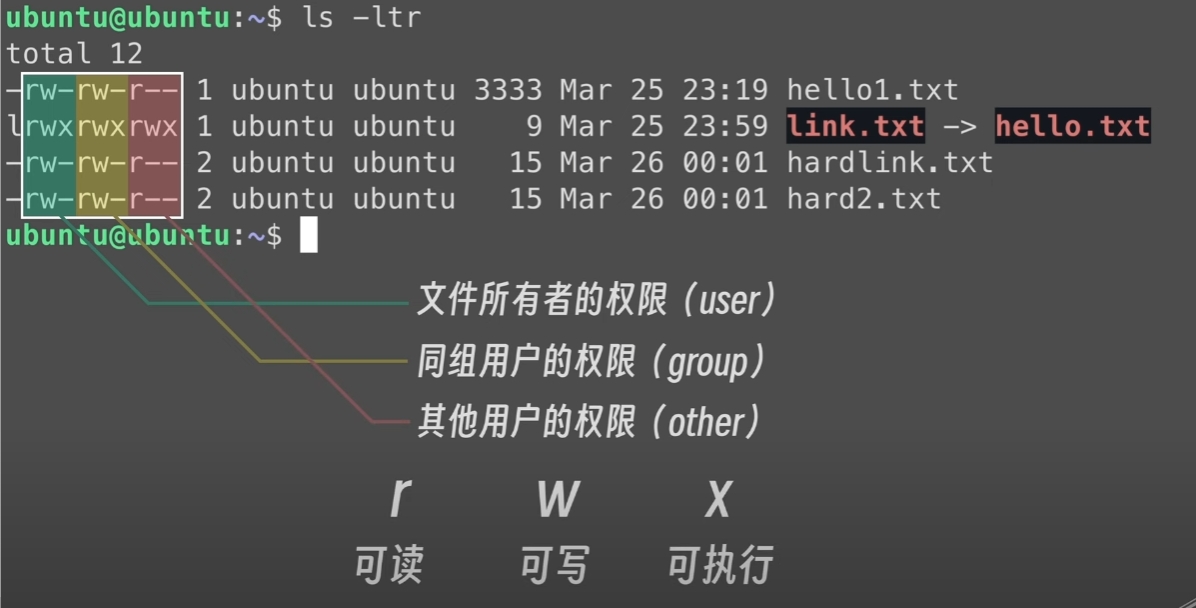 ubuntu@ubuntu:~$ ls -ltr
total 12
-rw-rw-r-- 1 ubuntu ubuntu 3333 Mar 25 23:19 hello1.txt
lrwxrwxrwx 1 ubuntu ubuntu    9 Mar 25 23:59 link.txt -> hello.txt
-rw-rw-r-- 2 ubuntu ubuntu   15 Mar 26 00:01 hardlink.txt
-rw-rw-r-- 2 ubuntu ubuntu   15 Mar 26 00:01 hard2.txt
ubuntu@ubuntu:~$
文件所有者的权限（user）
同组用户的权限（group）
其他用户的权限（other）
r w x
可读 可写 可执行